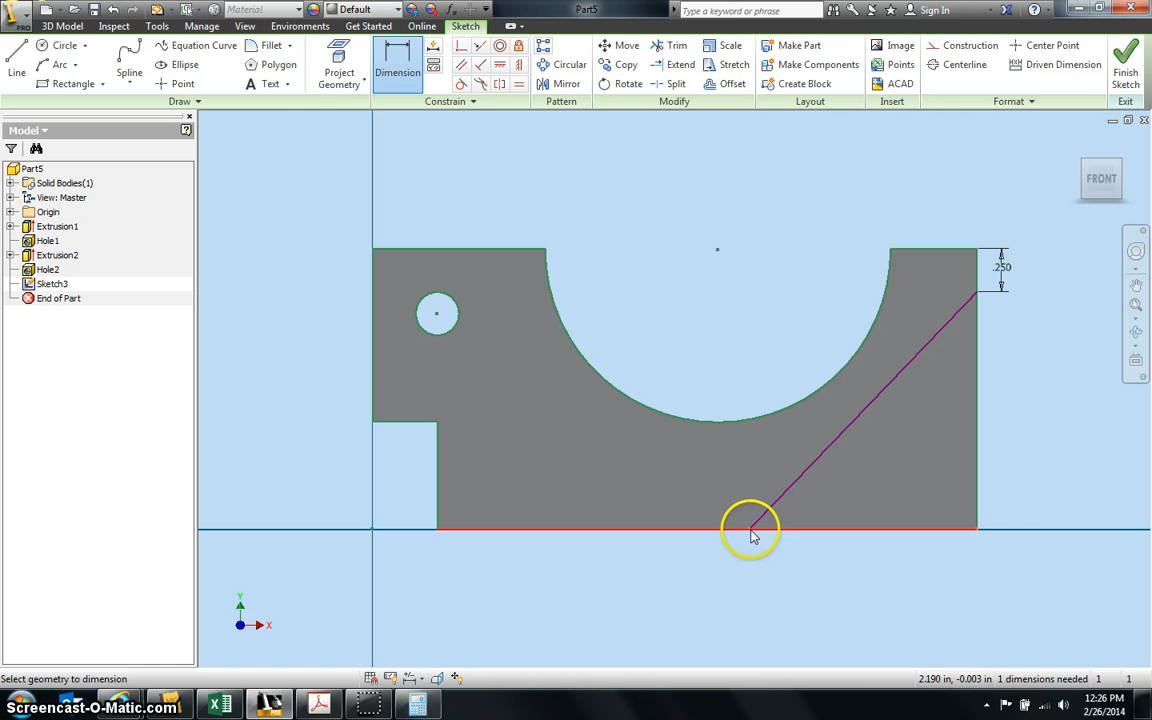 PRO
Material
Default
Part5
Type a keyword or phrase
Sign In
3D Model Inspect Tools Manage View Environments Get Started Online Sketch
Line
Circle
Arc
Rectangle
Spline
Equation Curve
Ellipse
Point
Fillet
Polygon
Text
Project
Geometry
Dimension
Circular
Mirror
Move
Copy
Rotate
Trim
Extend
Split
Scale
Stretch
Offset
Make Part
Make Components
Create Block
Image
Points
ACAD
Construction
Centerline
Center Point
Driven Dimension
Finish
Sketch
Draw Constrain Pattern Modify Layout Insert Format Exit
Model
Part5
Solid Bodies(1)
View: Master
Origin
Extrusion1
Hole1
Extrusion2
Hole2
Sketch3
End of Part
FRONT
.250
Y
X
Select geometry to dimension
2.190 in, -0.003 in 1 dimensions needed 1 1
Screencast-O-Matic.com
12:26 PM
2/26/2014